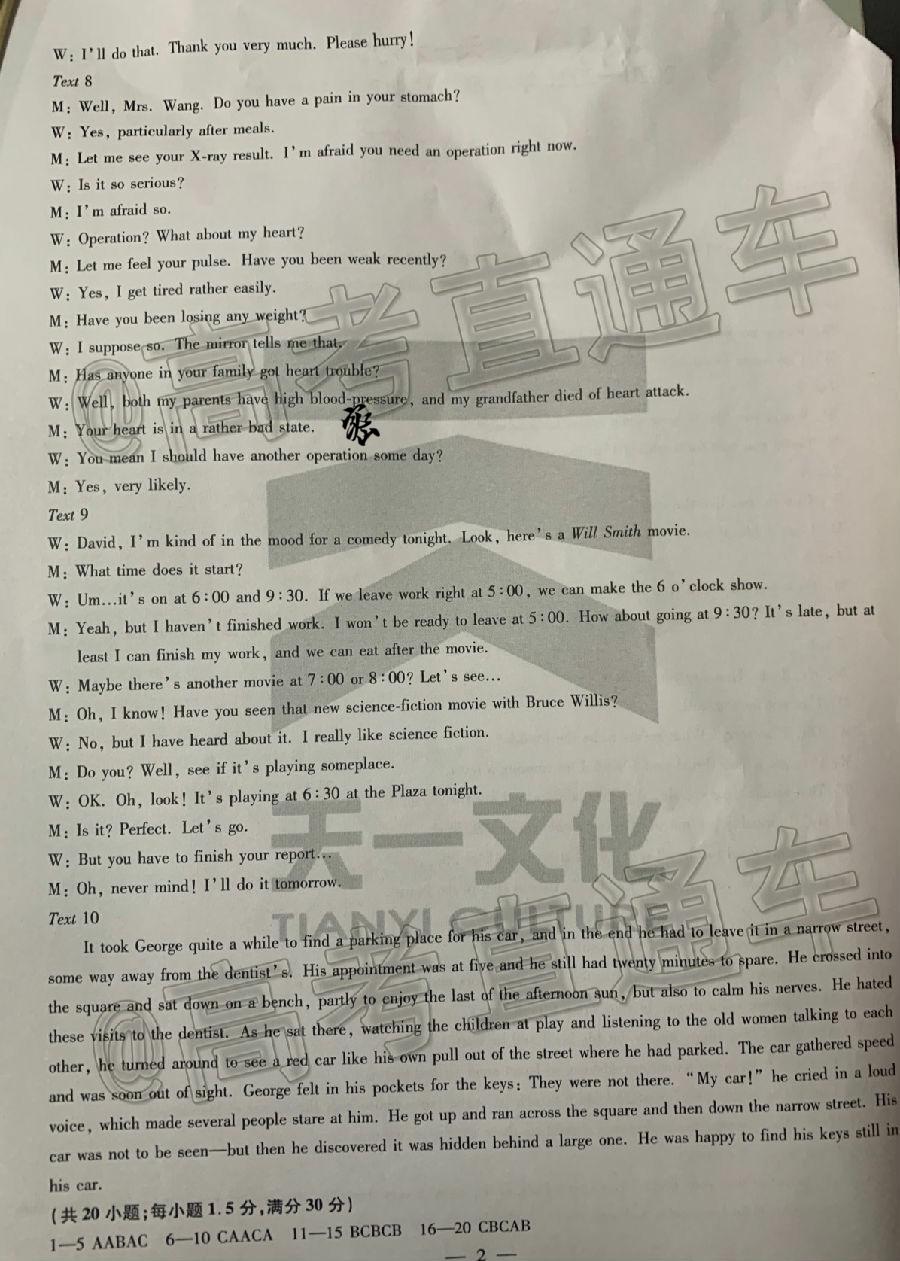 W: I'll do that. Thank you very much. Please hurry!
Text 8
M: Well, Mrs. Wang. Do you have a pain in your stomach?
W: Yes, particularly after meals.
M: Let me see your X-ray result. I'm afraid you need an operation right now.
W: Is it so serious?
M: I'm afraid so.
W: Operation? What about my heart?
M: Let me feel your pulse. Have you been weak recently?
W: Yes, I get tired rather easily.
M: Have you been losing any weight?
W: I suppose so. The mirror tells me that.
M: Has anyone in your family got heart trouble?
W: Well, both my parents have high blood-pressure, and my grandfather died of heart attack.
M: Your heart is in a rather bad state.
W: You mean I should have another operation some day?
M: Yes, very likely.
Text 9
W: David, I'm kind of in the mood for a comedy tonight. Look, here's a Will Smith movie.
M: What time does it start?
W: Um...it's on at 6:00 and 9:30. If we leave work right at 5:00, we can make the 6 o'clock show.
M: Yeah, but I haven't finished work. I won't be ready to leave at 5:00. How about going at 9:30? It's late, but at
least I can finish my work, and we can eat after the movie.
W: Maybe there's another movie at 7:00 or 8:00? Let's see...
M: Oh, I know! Have you seen that new science-fiction movie with Bruce Willis?
W: No, but I have heard about it. I really like science fiction.
M: Do you? Well, see if it's playing someplace.
W: OK. Oh, look! It's playing at 6:30 at the Plaza tonight.
M: Is it? Perfect. Let's go.
W: But you have to finish your report...
M: Oh, never mind! I'll do it tomorrow.
Text 10
It took George quite a while to find a parking place for his car, and in the end he had to leave it in a narrow street,
some way away from the dentist's. His appointment was at five and he still had twenty minutes to spare. He crossed into
the square and sat down on a bench, partly to enjoy the last of the afternoon sun, but also to calm his nerves. He hated
these visits to the dentist. As he sat there, watching the children at play and listening to the old women talking to each
other, he turned around to see a red car like his own pull out of the street where he had parked. The car gathered speed
and was soon out of sight. George felt in his pockets for the keys: They were not there. "My car!" he cried in a loud
voice, which made several people stare at him. He got up and ran across the square and then down the narrow street. His
car was not to be seen—but then he discovered it was hidden behind a large one. He was happy to find his keys still in
his car.
(共20小题;每小题1.5分,满分30分)
1—5 AABAC 6—10 CAACA 11—15 BCBCB 16—20 CBCAB
— 2 —
@高考直通车
天一文化
TIANYI CULTURE
@高考直通车